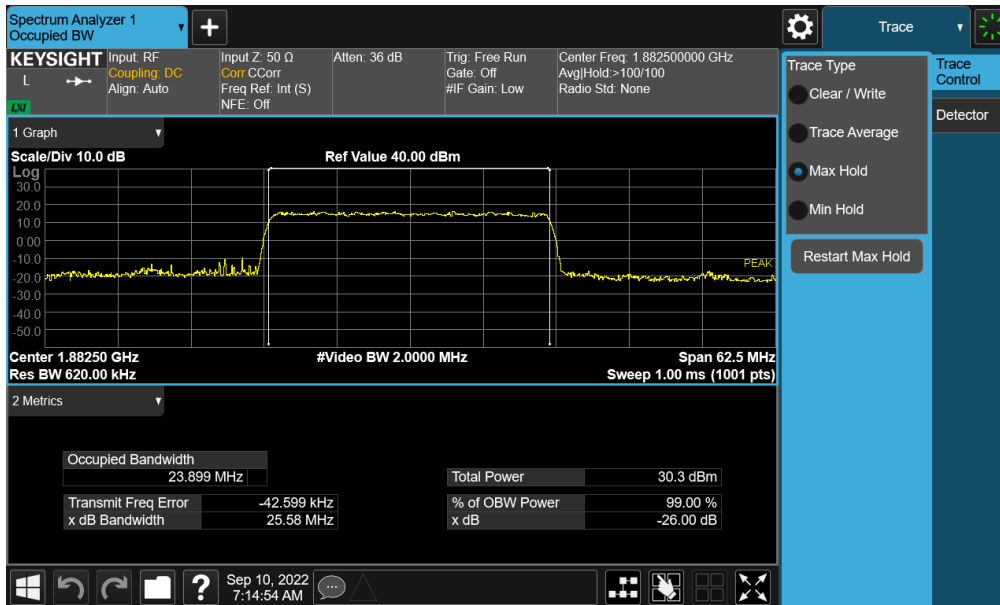 Spectrum Analyzer 1
Occupied BW
+
Trace
KEYSIGHT
L
LXI
Input: RF
Coupling: DC
Align: Auto
Input Z: 50 Ω
Corr CCorr
Freq Ref: Int (S)
NFE: Off
Atten: 36 dB
Trig: Free Run
Gate: Off
#IF Gain: Low
Center Freq: 1.882500000 GHz
Avg|Hold:>100/100
Radio Std: None
Trace Type
Clear / Write
Trace Average
Max Hold
Min Hold
Restart Max Hold
Trace
Control
Detector
1 Graph
Scale/Div 10.0 dB
Ref Value 40.00 dBm
Log
30.0
20.0
10.0
0.00
-10.0
-20.0
-30.0
-40.0
-50.0
PEAK
Center 1.88250 GHz
#Video BW 2.0000 MHz
Span 62.5 MHz
Res BW 620.00 kHz
Sweep 1.00 ms (1001 pts)
2 Metrics
Occupied Bandwidth
23.899 MHz
Total Power 30.3 dBm
Transmit Freq Error -42.599 kHz
% of OBW Power 99.00 %
x dB Bandwidth 25.58 MHz
x dB -26.00 dB
?
Sep 10, 2022
7:14:54 AM